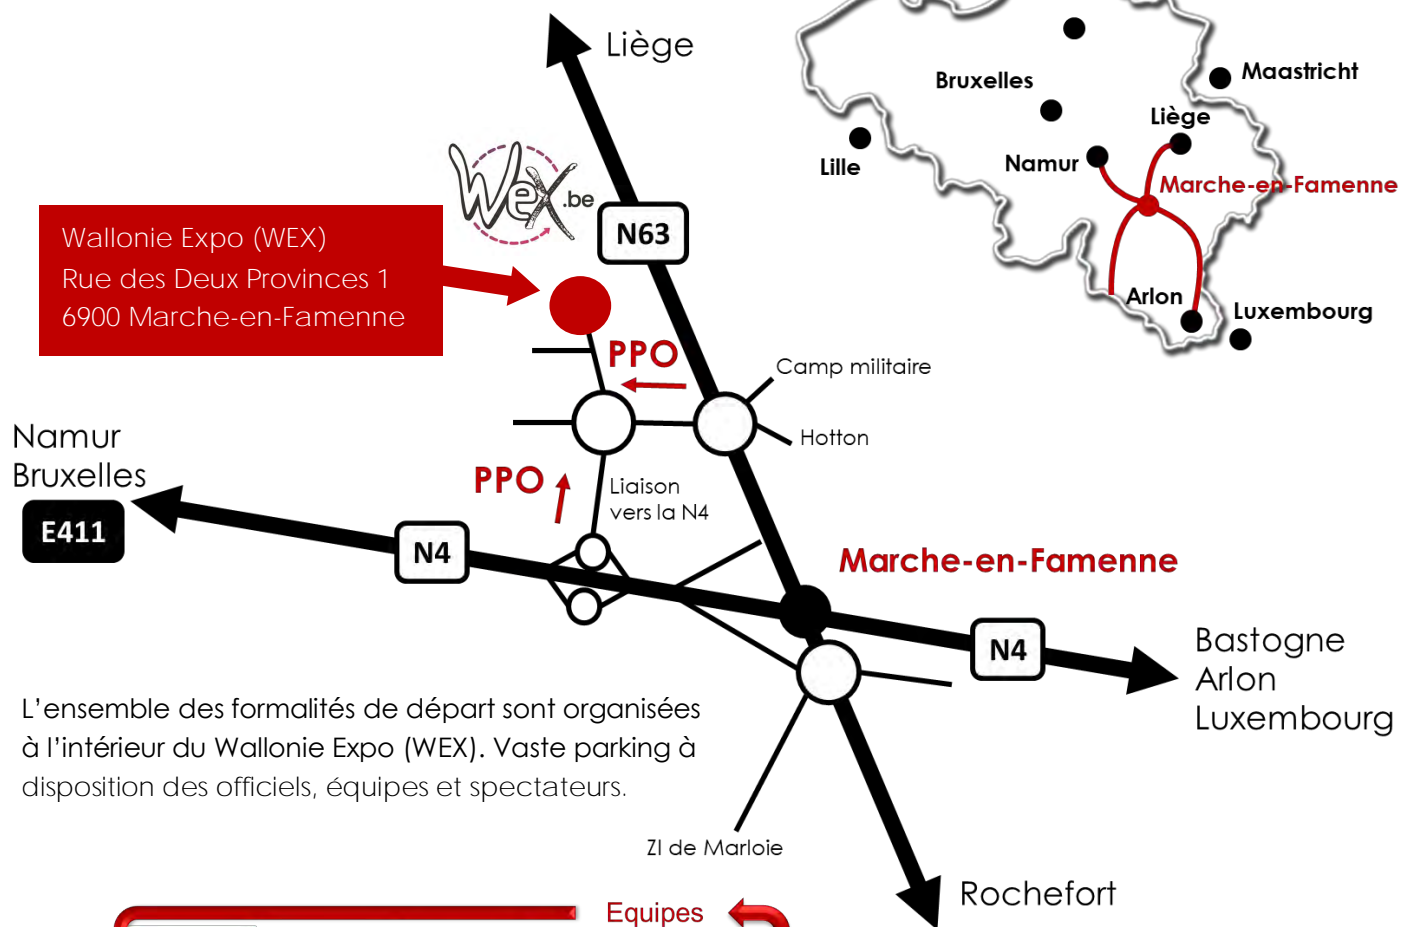 Liège
Bruxelles
Maastricht
Liège
Lille
Namur
Marche-en-Famenne
Arlon
Luxembourg
Wex.be
N63
Wallonie Expo (WEX)
Rue des Deux Provinces 1
6900 Marche-en-Famenne
PPO
Camp militaire
Hotton
Namur
Bruxelles
E411
PPO
Liaison
vers la N4
N4
Marche-en-Famenne
N4
Bastogne
Arlon
Luxembourg
L'ensemble des formalités de départ sont organisées
à l'intérieur du Wallonie Expo (WEX). Vaste parking à
disposition des officiels, équipes et spectateurs.
ZI de Marloie
Rochefort
Equipes